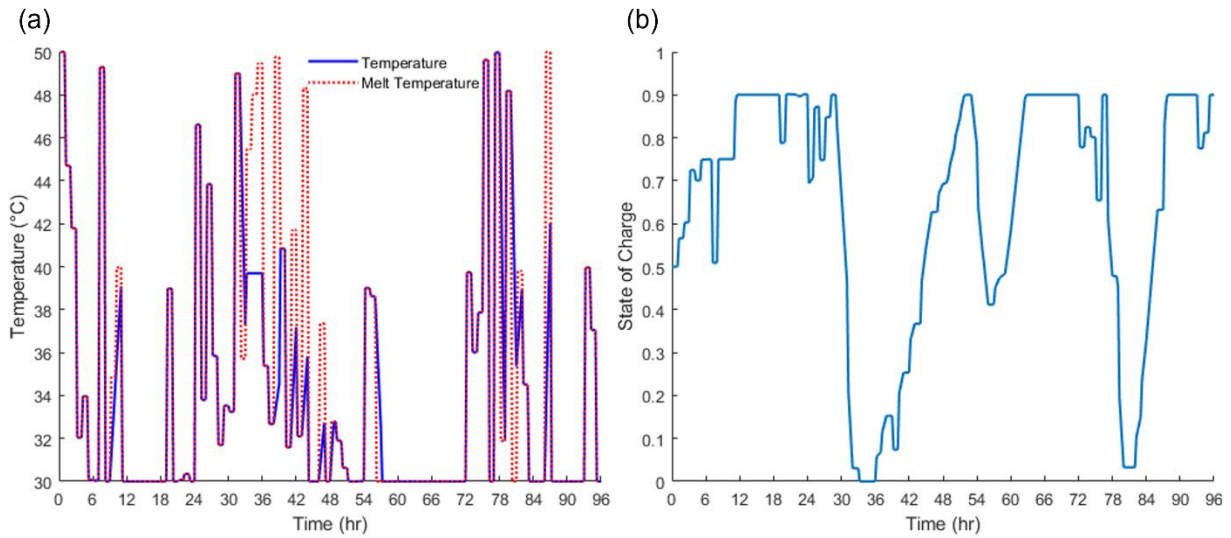 (a)
50
48
46
44
42
40
38
36
34
32
30
Temperature (°C)
Temperature
Melt Temperature
0 6 12 18 24 30 36 42 48 54 60 66 72 78 84 90 96
Time (hr)
(b)
1
0.9
0.8
0.7
0.6
0.5
0.4
0.3
0.2
0.1
0
State of Charge
0 6 12 18 24 30 36 42 48 54 60 66 72 78 84 90 96
Time (hr)